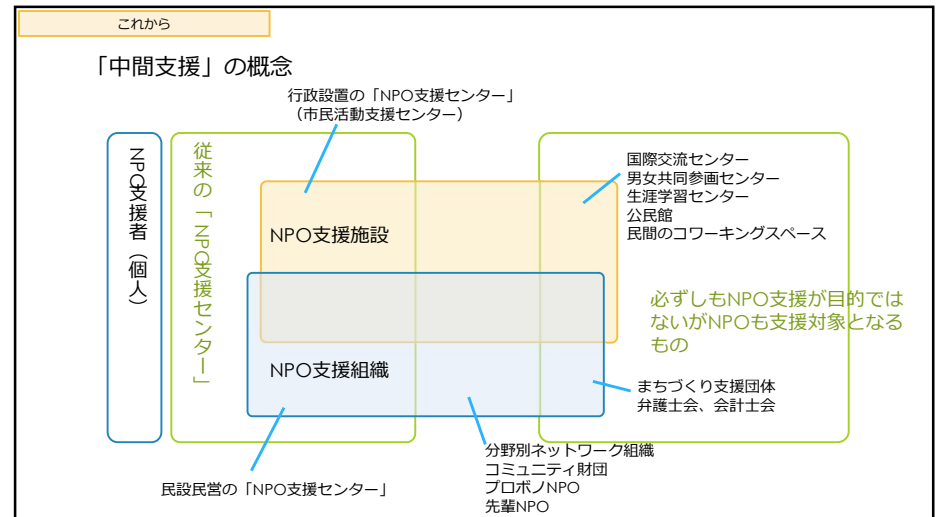 これから
「中間支援」の概念
行政設置の「NPO支援センター」
（市民活動支援センター）
NPO支援者（個人）
従来の「NPO支援センター」
国際交流センター
男女共同参画センター
生涯学習センター
公民館
民間のコワーキングスペース
NPO支援施設
必ずしもNPO支援が目的では
ないがNPOも支援対象となる
もの
NPO支援組織
まちづくり支援団体
弁護士会、会計士会
分野別ネットワーク組織
コミュニティ財団
プロボノNPO
先輩NPO
民設民営の「NPO支援センター」